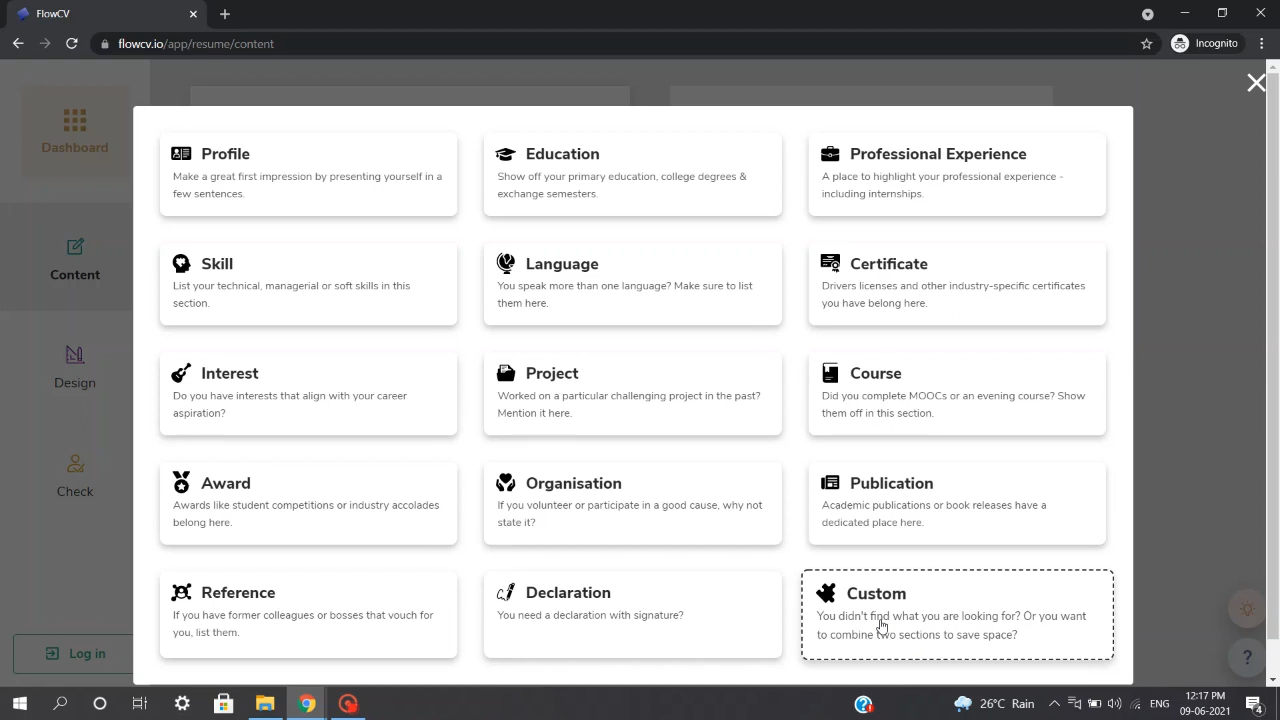 FlowCV
flowcv.io/app/resume/content
Incognito
Dashboard
Content
Design
Check
Log in
Profile
Make a great first impression by presenting yourself in a
few sentences.
Education
Show off your primary education, college degrees &
exchange semesters.
Professional Experience
A place to highlight your professional experience -
including internships.
Skill
List your technical, managerial or soft skills in this
section.
Language
You speak more than one language? Make sure to list
them here.
Certificate
Drivers licenses and other industry-specific certificates
you have belong here.
Interest
Do you have interests that align with your career
aspiration?
Project
Worked on a particular challenging project in the past?
Mention it here.
Course
Did you complete MOOCs or an evening course? Show
them off in this section.
Award
Awards like student competitions or industry accolades
belong here.
Organisation
If you volunteer or participate in a good cause, why not
state it?
Publication
Academic publications or book releases have a
dedicated place here.
Reference
If you have former colleagues or bosses that vouch for
you, list them.
Declaration
You need a declaration with signature?
Custom
You didn't find what you are looking for? Or you want
to combine two sections to save space?
?
26°C Rain
ENG
12:17 PM
09-06-2021
4